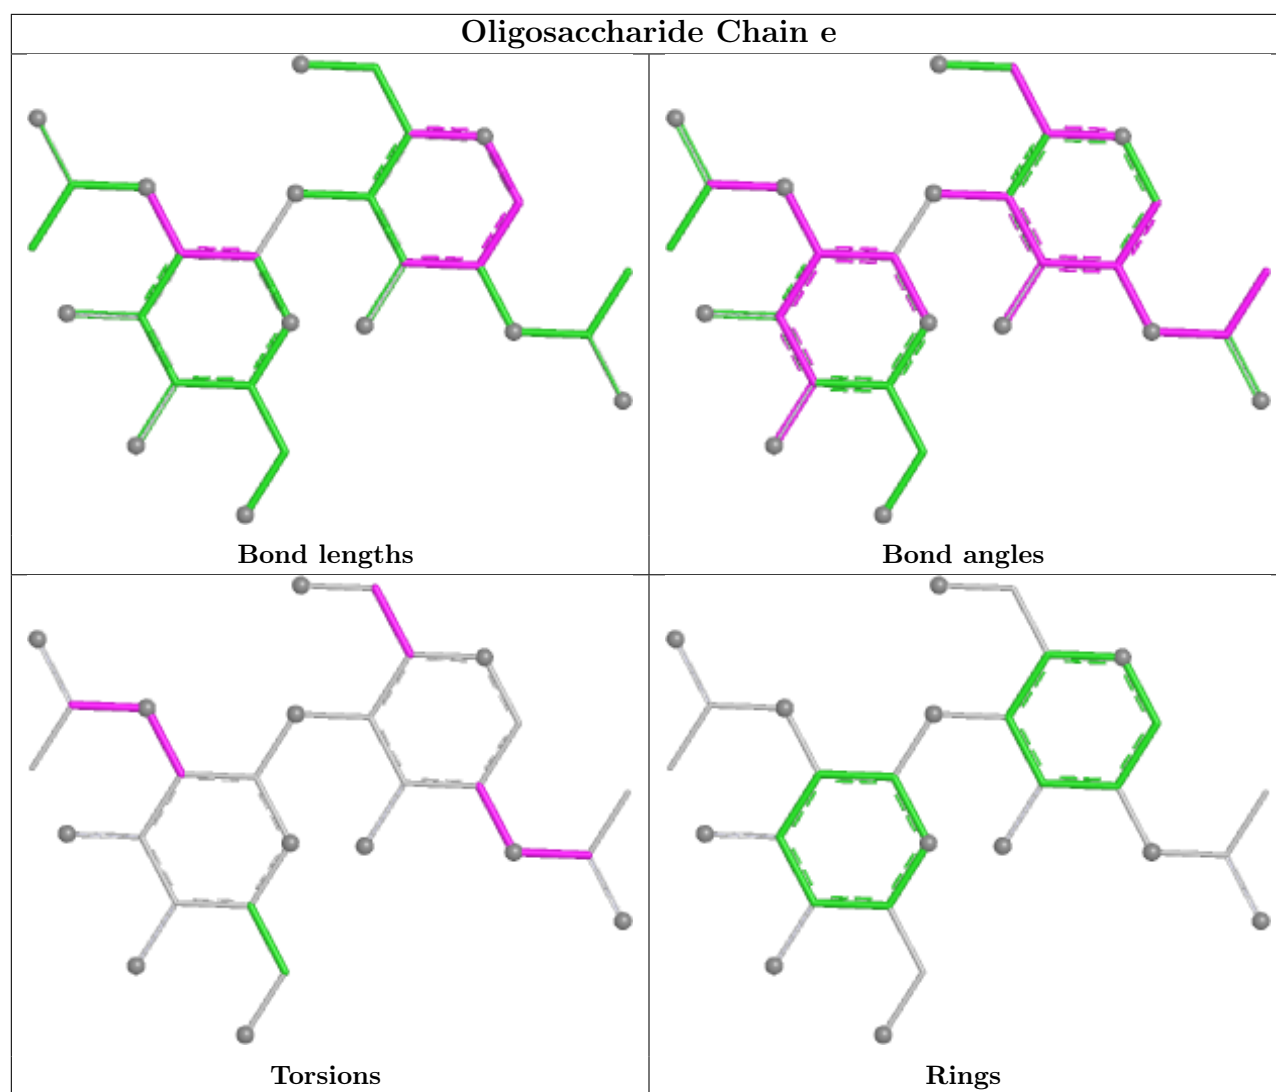 Oligosaccharide Chain e
Bond lengths
Bond angles
Torsions
Rings